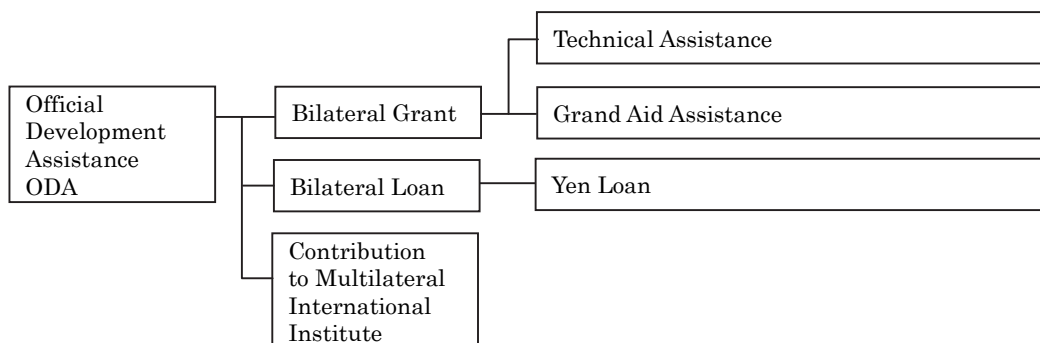 Technical Assistance
Official
Development
Assistance
ODA
Bilateral Grant
Grand Aid Assistance
Bilateral Loan
Yen Loan
Contribution
to Multilateral
International
Institute